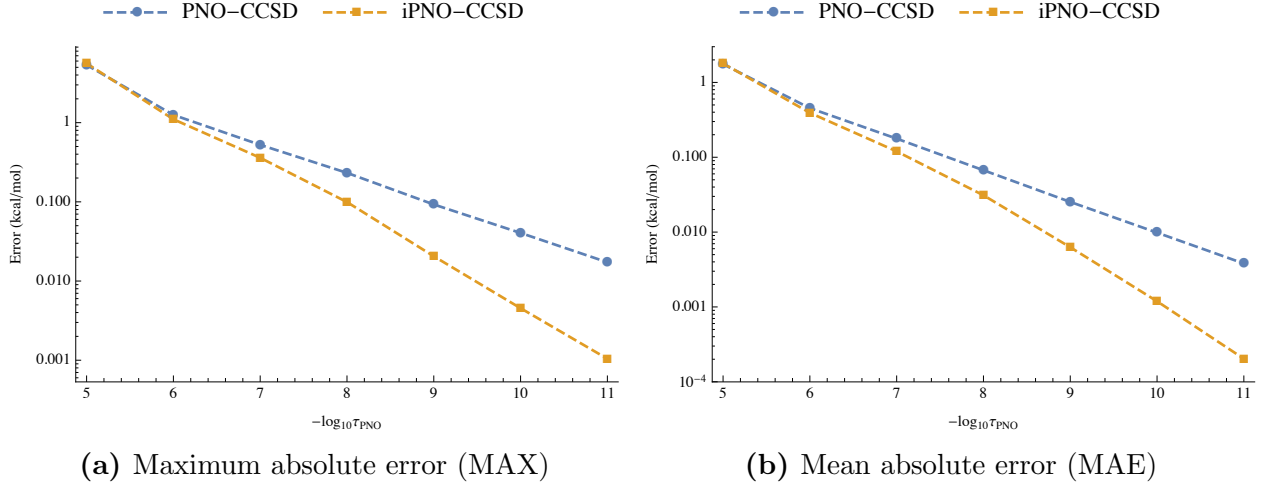 PNO−CCSD iPNO−CCSD
Error (kcal/mol)
1
0.100
0.010
0.001
5 6 7 8 9 10 11
−log₁₀τPNO
(a) Maximum absolute error (MAX)
PNO−CCSD iPNO−CCSD
Error (kcal/mol)
1
0.100
0.010
0.001
10⁻⁴
5 6 7 8 9 10 11
−log₁₀τPNO
(b) Mean absolute error (MAE)